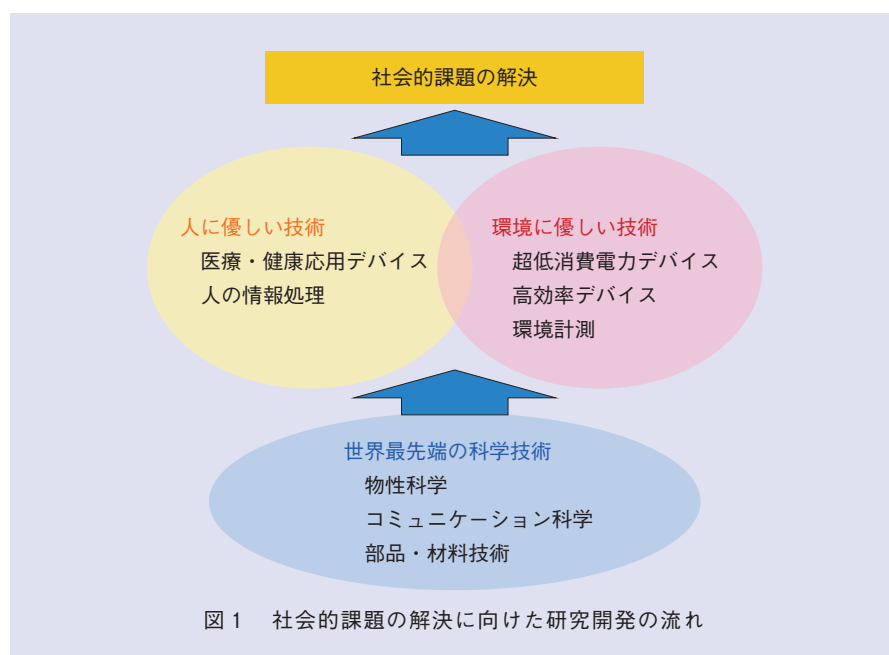 社会的課題の解決
人に優しい技術
医療・健康応用デバイス
人の情報処理
環境に優しい技術
超低消費電力デバイス
高効率デバイス
環境計測
世界最先端の科学技術
物性科学
コミュニケーション科学
部品・材料技術
図1 社会的課題の解決に向けた研究開発の流れ